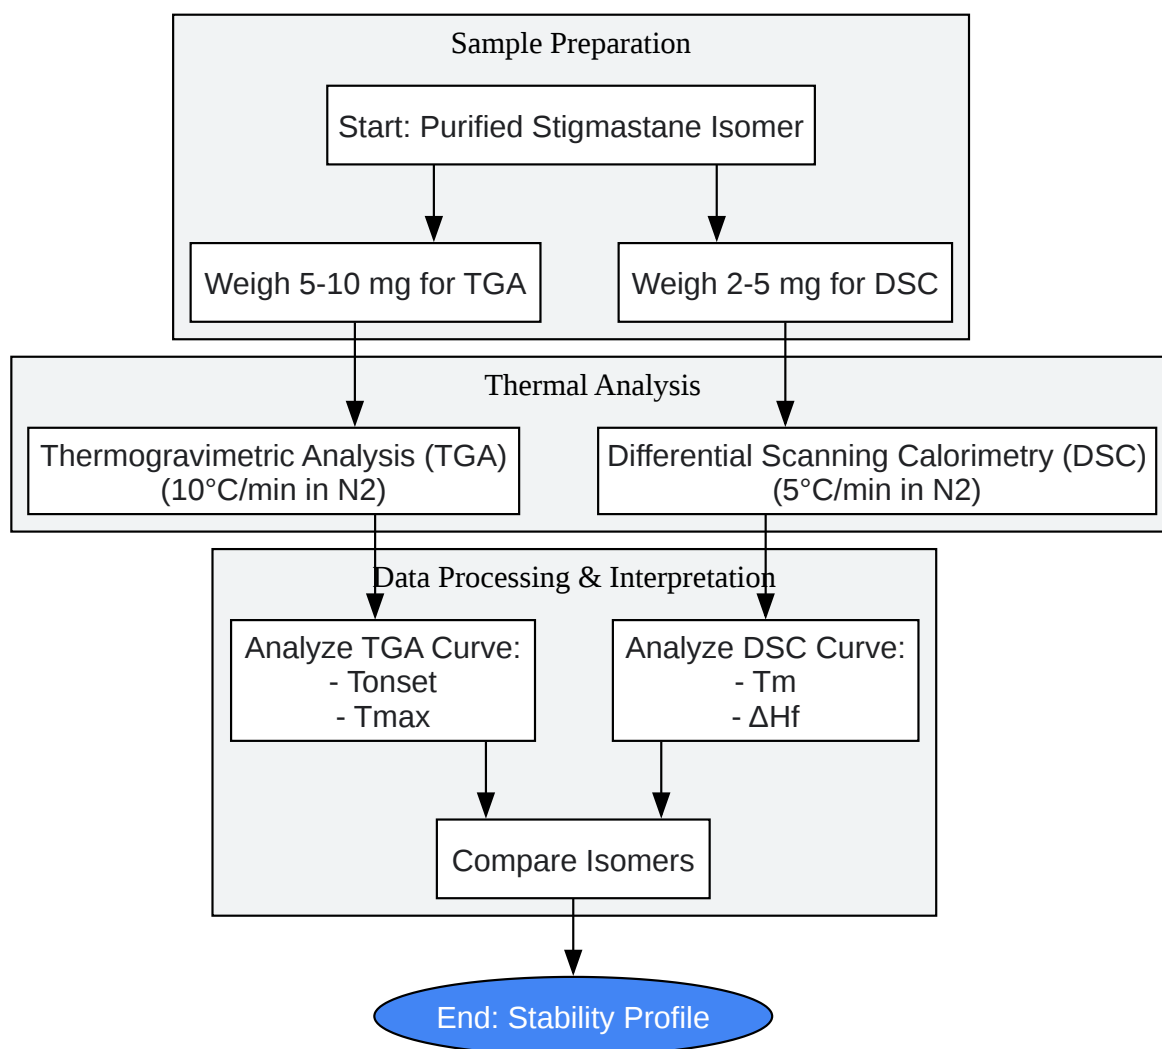 Sample Preparation
Start: Purified Stigmastane Isomer
Weigh 5-10 mg for TGA
Weigh 2-5 mg for DSC
Thermal Analysis
Thermogravimetric Analysis (TGA)
(10°C/min in N2)
Differential Scanning Calorimetry (DSC)
(5°C/min in N2)
Data Processing & Interpretation
Analyze TGA Curve:
- Tonset
- Tmax
Analyze DSC Curve:
- Tm
- ΔHf
Compare Isomers
End: Stability Profile